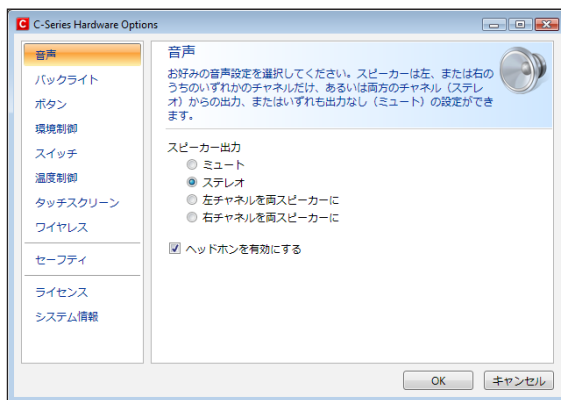 C C-Series Hardware Options
音声
バックライト
ボタン
環境制御
スイッチ
温度制御
タッチスクリーン
ワイヤレス
セーフティ
ライセンス
システム情報
音声
お好みの音声設定を選択してください。スピーカーは左、または右の
うちのいずれかのチャネルだけ、あるいは両方のチャネル（ステレ
オ）からの出力、またはいずれも出力なし（ミュート）の設定ができ
ます。
スピーカー出力
ミュート
ステレオ
左チャネルを両スピーカーに
右チャネルを両スピーカーに
ヘッドホンを有効にする
OK
キャンセル